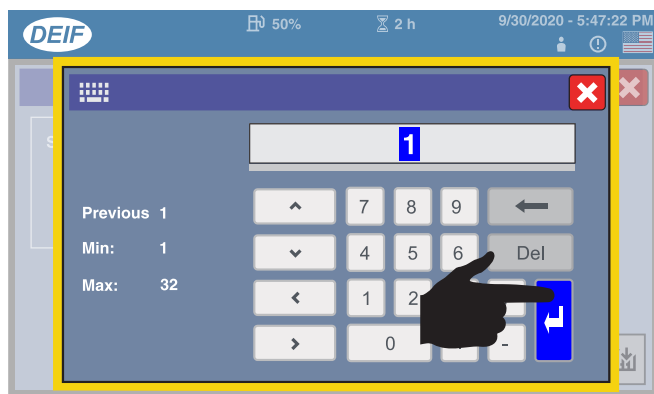 DEIF
50%
2 h
9/30/2020 - 5:47:22 PM
S
1
Previous 1
Min: 1
Max: 32
7 8 9
4 5 6 Del
1 2
0 -